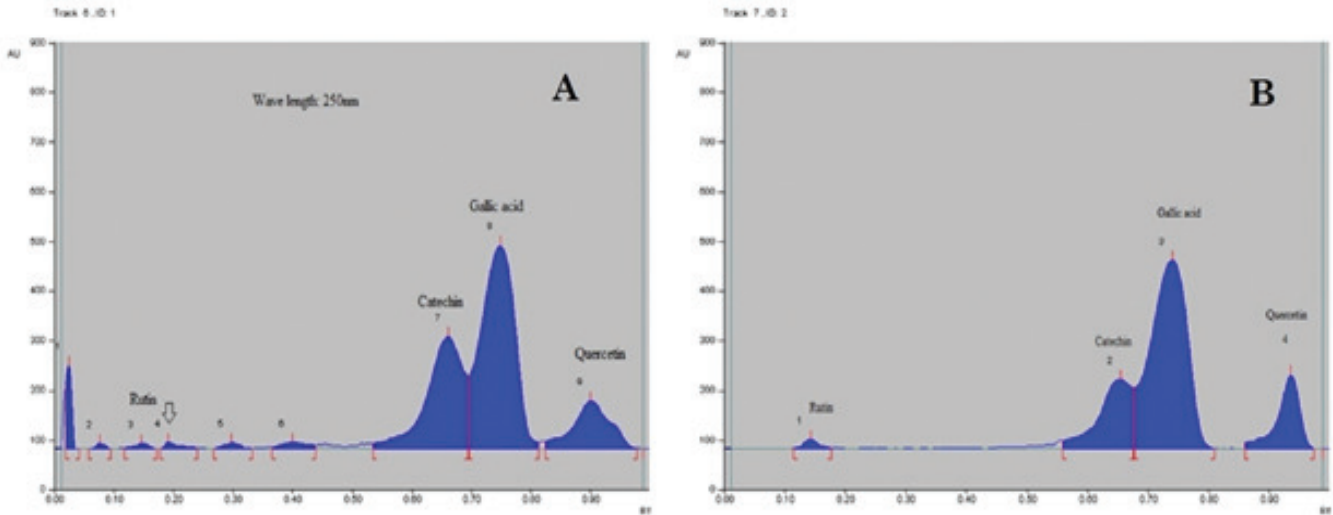 Track 6, ID: 1
AU
900
800
700
600
500
400
300
200
100
0
0.00 0.10 0.20 0.30 0.40 0.50 0.60 0.70 0.80 0.90
Rf
Wave length: 250nm
A
Gallic acid
Catechin
7
Quercetin
9
Rutin
1
2
3
4
5
6
Track 7, ID: 2
AU
900
800
700
600
500
400
300
200
100
0
0.00 0.10 0.20 0.30 0.40 0.50 0.60 0.70 0.80 0.90
Rf
B
Gallic acid
Catechin
2
Quercetin
4
1
Rutin